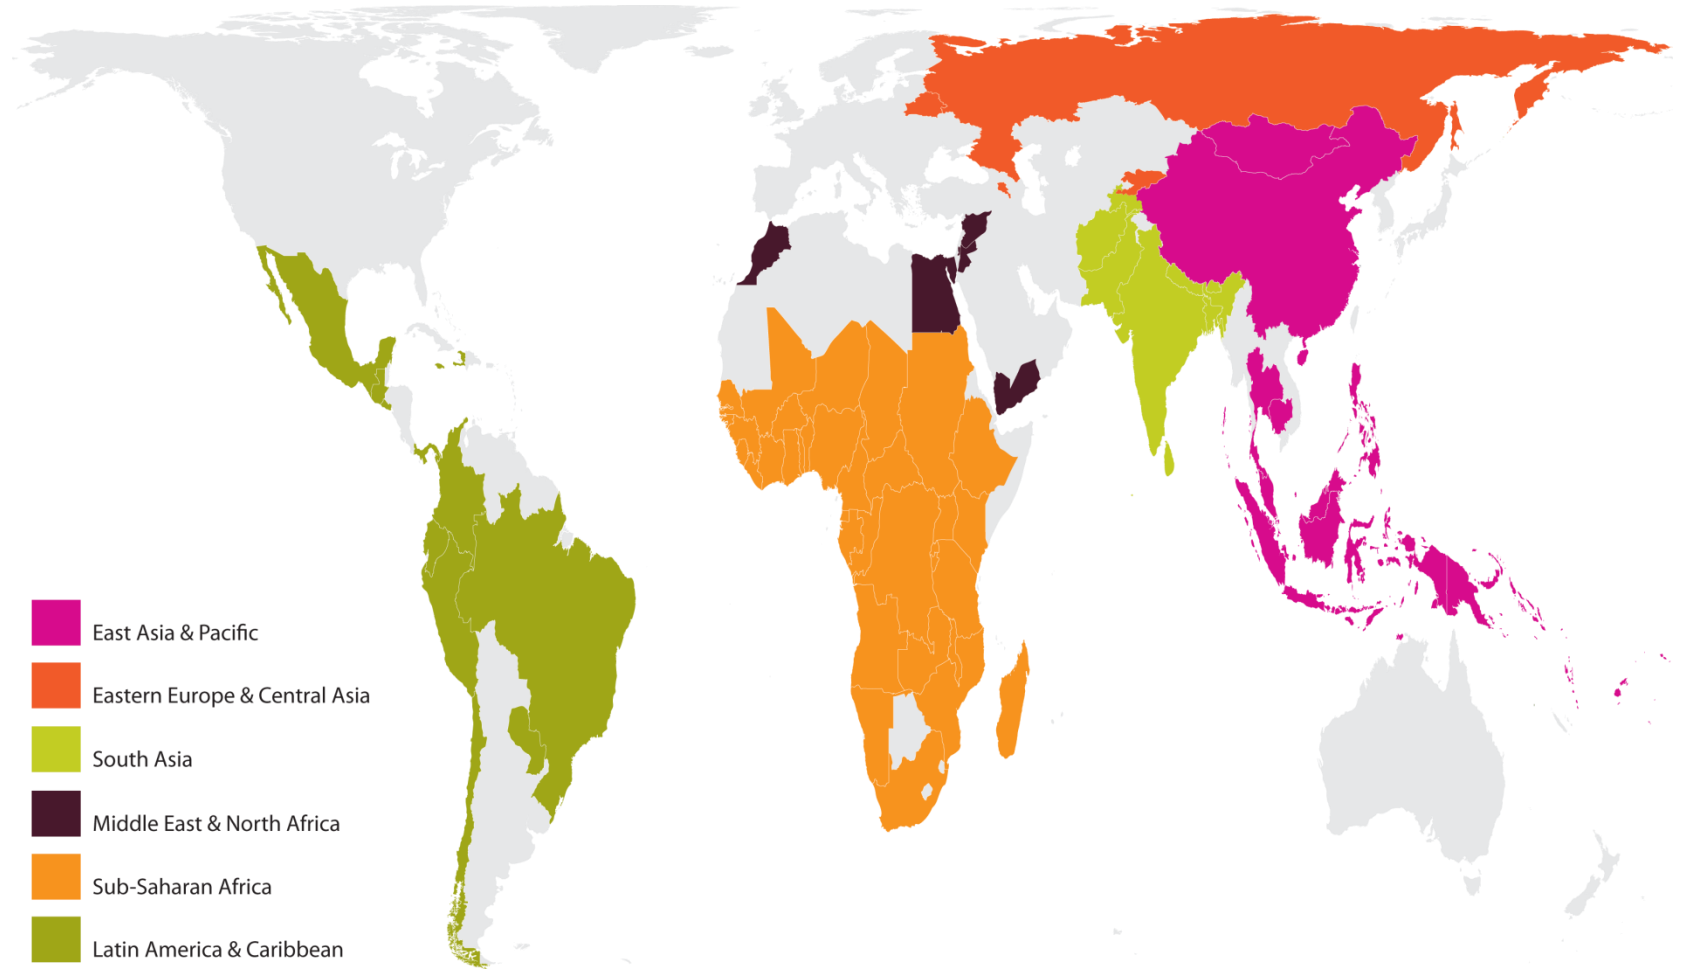 East Asia & Pacific
Eastern Europe & Central Asia
South Asia
Middle East & North Africa
Sub-Saharan Africa
Latin America & Caribbean